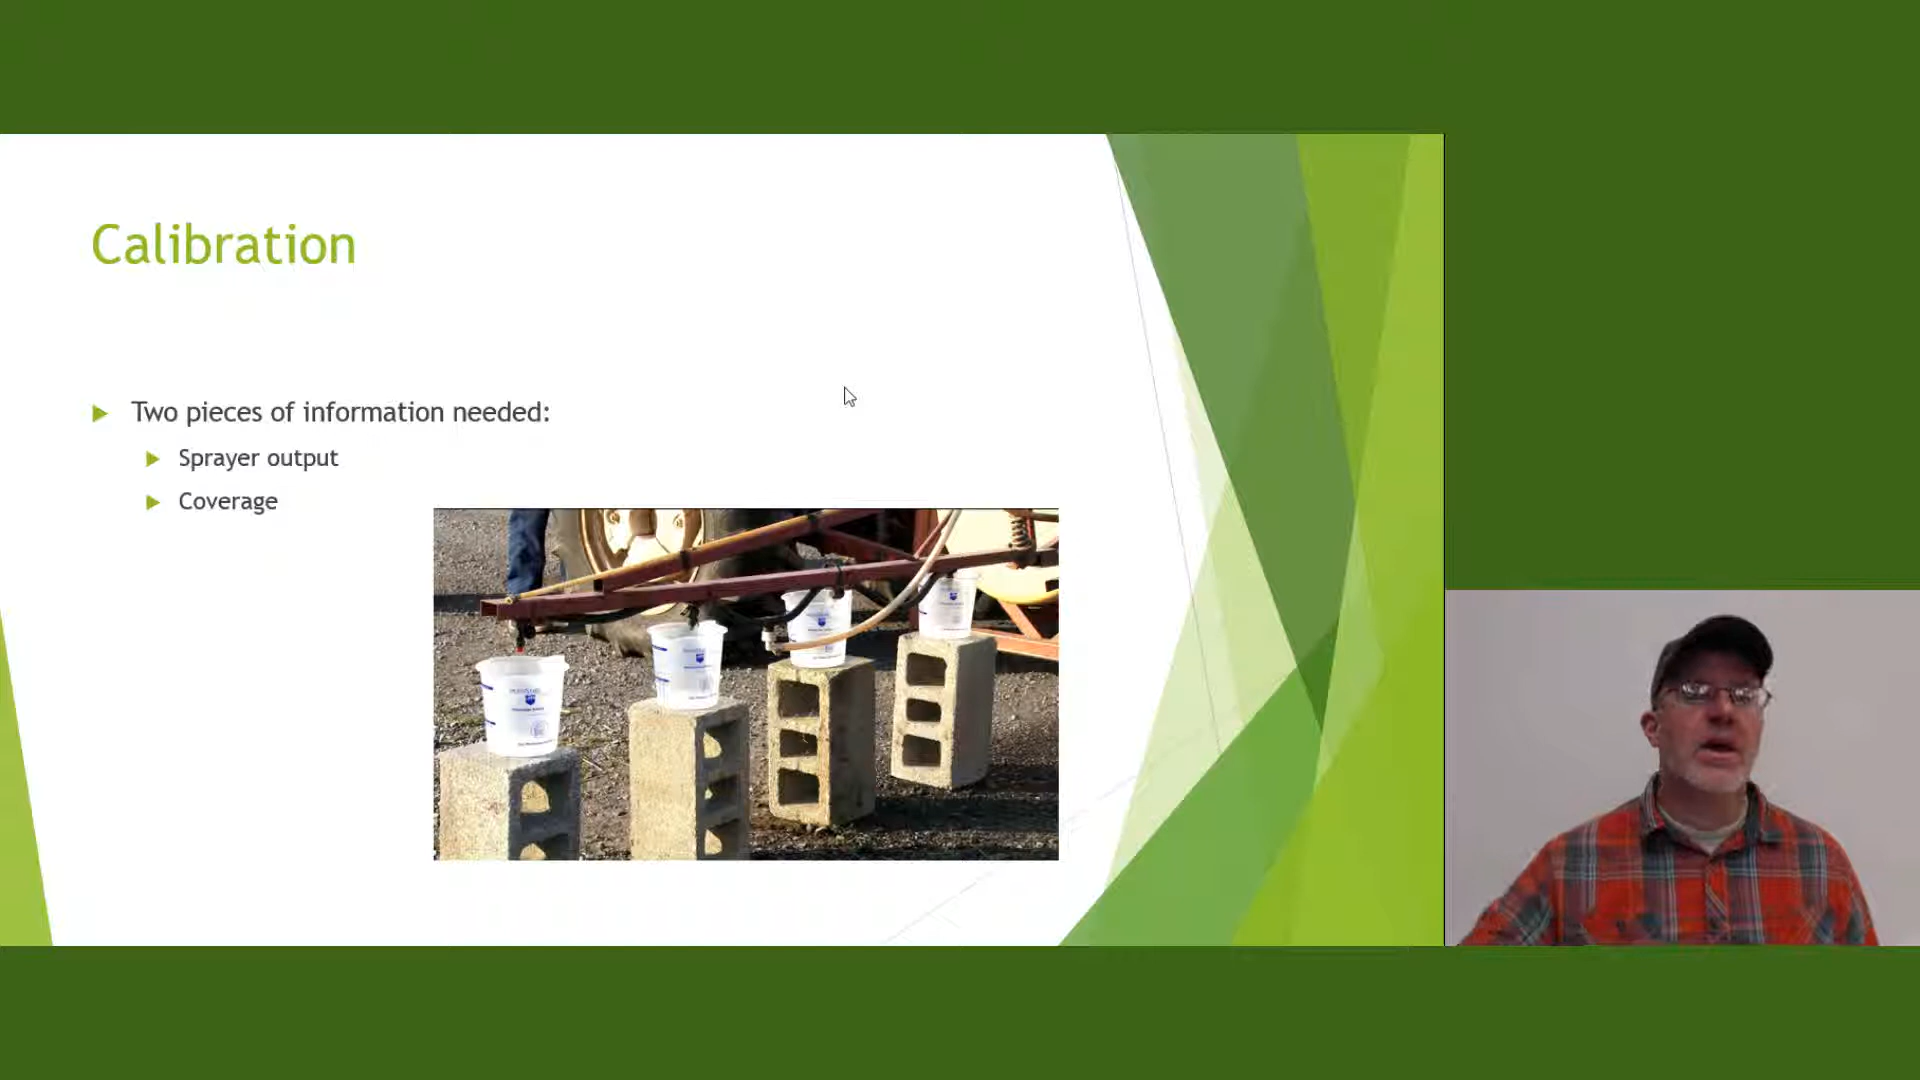 Calibration
Two pieces of information needed:
Sprayer output
Coverage